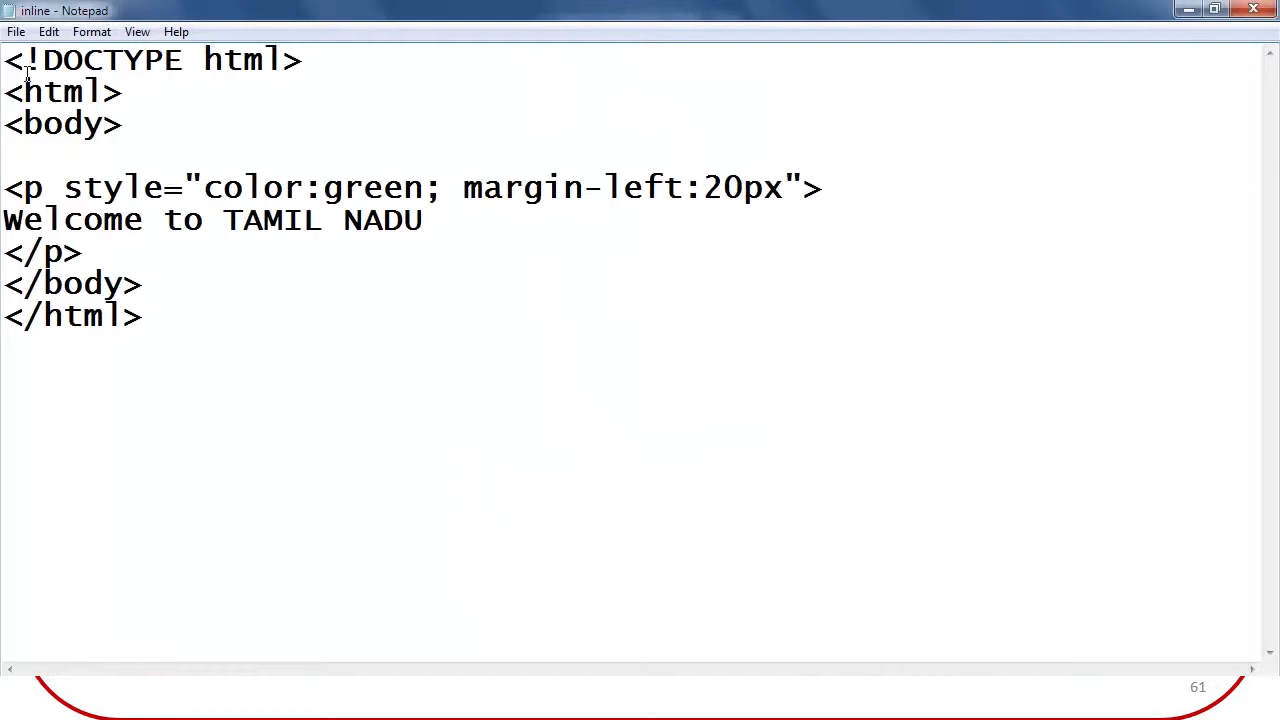 inline - Notepad
File Edit Format View Help
<!DOCTYPE html>
<html>
<body>
<p style="color:green; margin-left:20px">
Welcome to TAMIL NADU
</p>
</body>
</html>
61